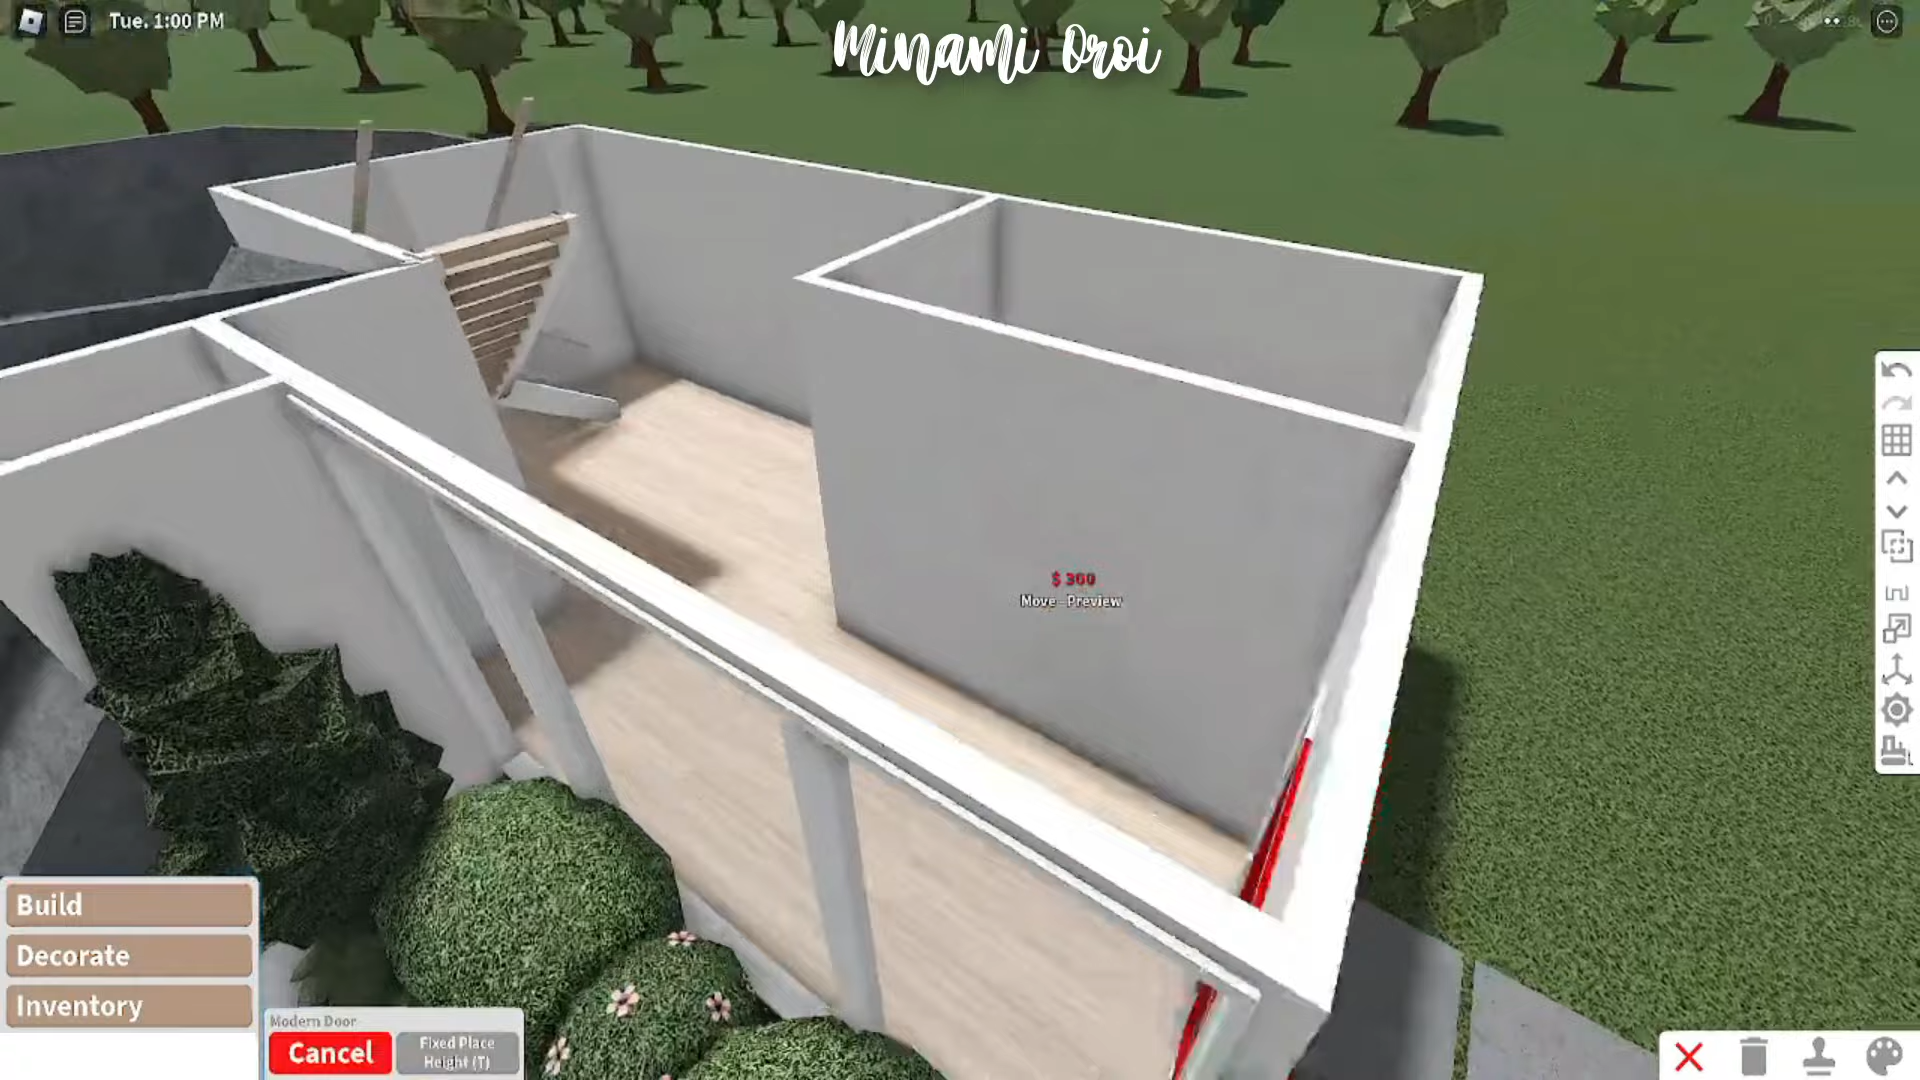 Tue. 1:00 PM
Minami Oroi
$ 300
Move - Preview
Build
Decorate
Inventory
Modern Door
Cancel
Fixed Place
Height (T)